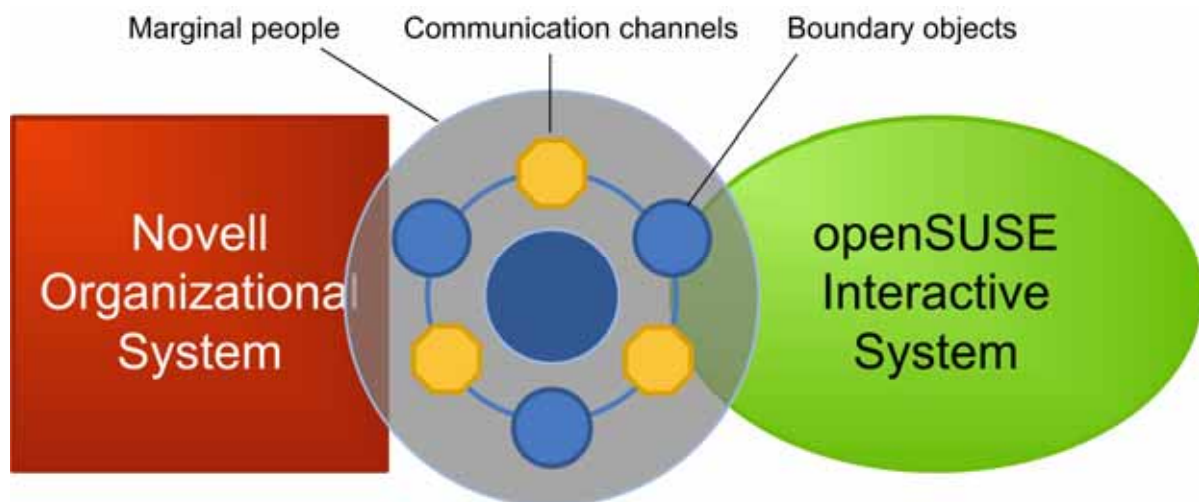 Marginal people
Communication channels
Boundary objects
Novell
Organizational
System
openSUSE
Interactive
System